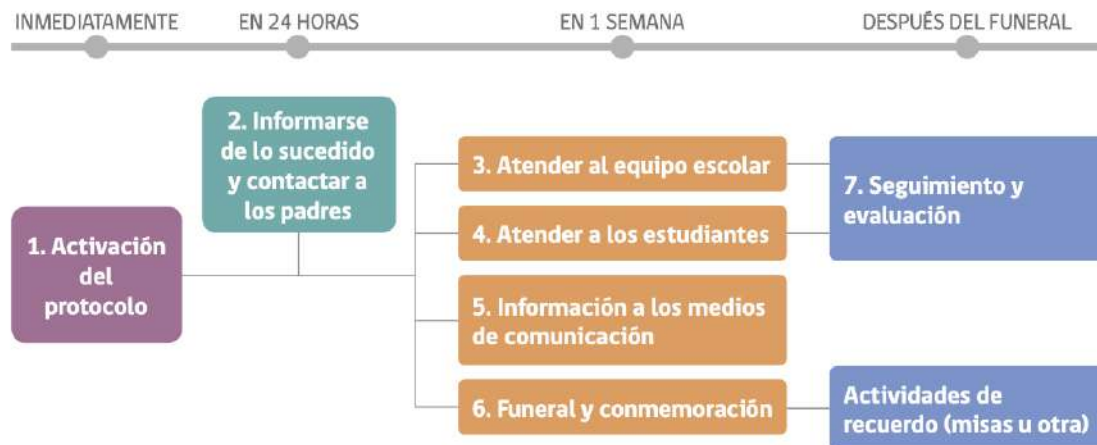 INMEDIATAMENTE
EN 24 HORAS
EN 1 SEMANA
DESPUÉS DEL FUNERAL
1. Activación
del
protocolo
2. Informarse
de lo sucedido
y contactar a
los padres
3. Atender al equipo escolar
4. Atender a los estudiantes
5. Información a los medios
de comunicación
6. Funeral y conmemoración
7. Seguimiento y
evaluación
Actividades de
recuerdo (misas u otra)